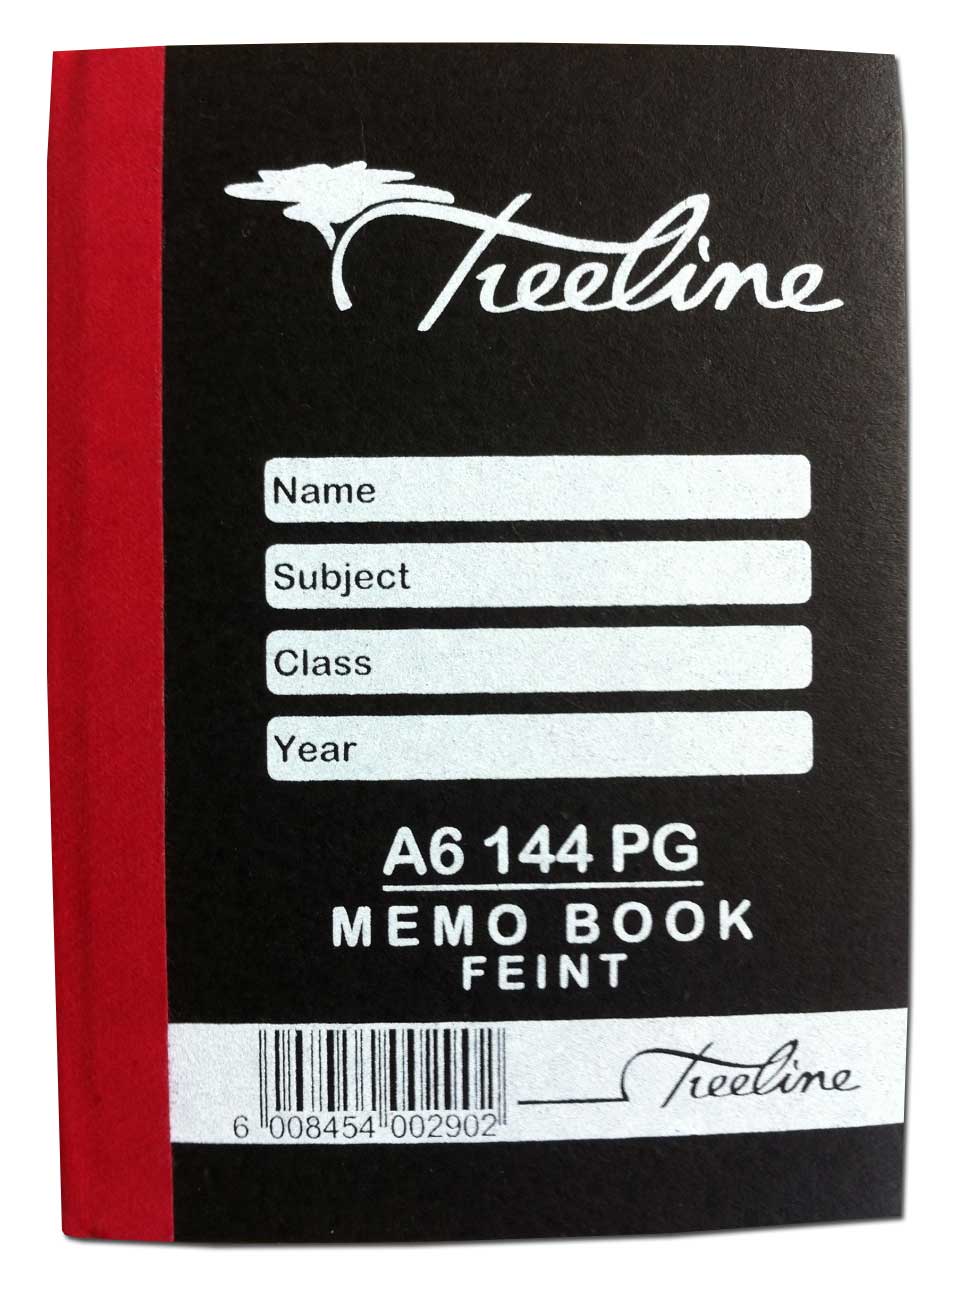 Treeline
Name
Subject
Class
Year
A6 144 PG
MEMO BOOK
FEINT
6 008454 002902
Treeline